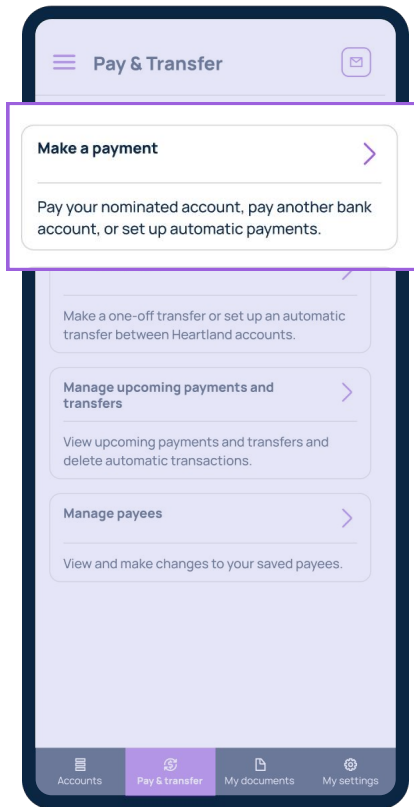 Pay & Transfer
Make a payment
Pay your nominated account, pay another bank
account, or set up automatic payments.
Make a one-off transfer or set up an automatic
transfer between Heartland accounts.
Manage upcoming payments and
transfers
View upcoming payments and transfers and
delete automatic transactions.
Manage payees
View and make changes to your saved payees.
Accounts
Pay & transfer
My documents
My settings